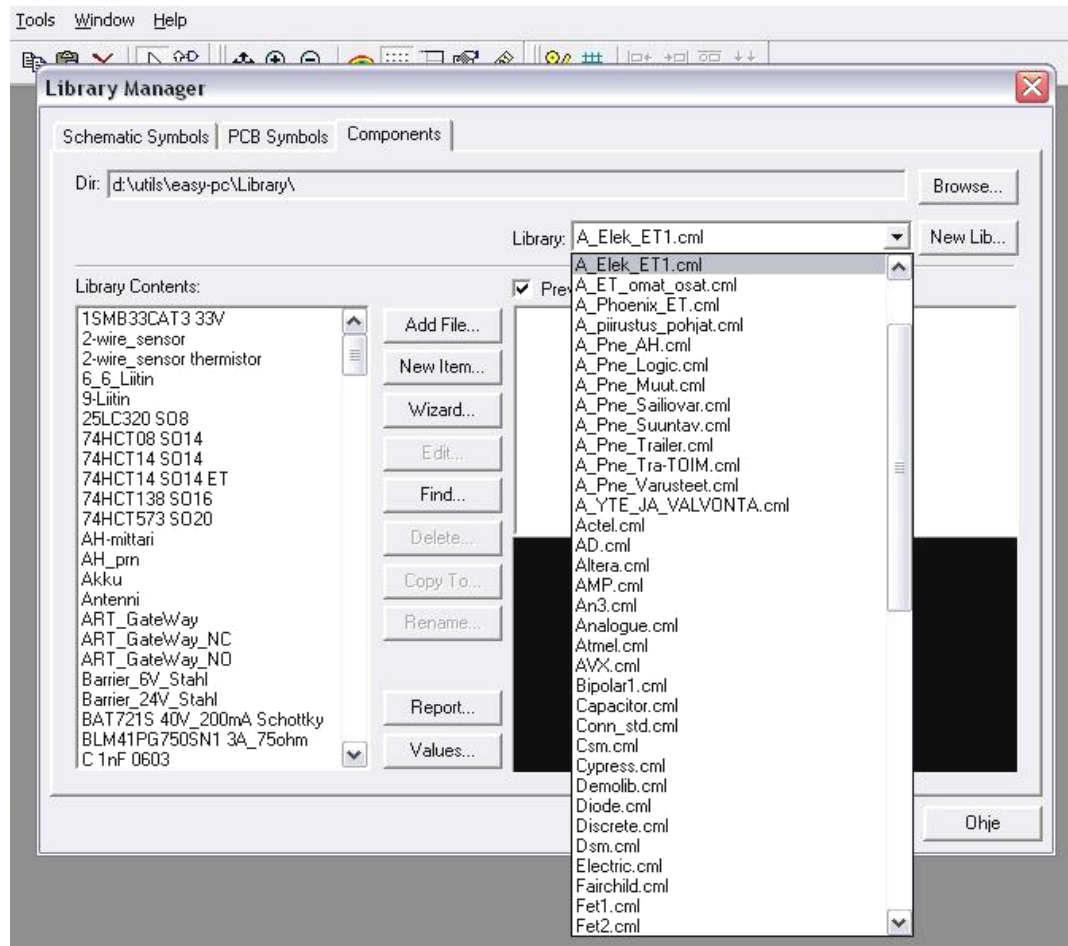 Tools Window Help
Library Manager
Schematic Symbols PCB Symbols Components
Dir: d:\utils\easy-pc\Library\
Browse...
Library: A_Elek_ET1.cml
New Lib...
Library Contents:
1SMB33CAT3 33V
2-wire_sensor
2-wire_sensor thermistor
6_6_Liitin
9-Liitin
25LC320 SO8
74HCT08 SO14
74HCT14 SO14
74HCT14 SO14 ET
74HCT138 SO16
74HCT573 SO20
AH-mittari
AH_prn
Akku
Antenni
ART_GateWay
ART_GateWay_NC
ART_GateWay_NO
Barrier_6V_Stahl
Barrier_24V_Stahl
BAT721S 40V_200mA Schottky
BLM41PG750SN1 3A_75ohm
C 1nF 0603
Add File...
New Item...
Wizard...
Edit...
Find...
Delete...
Copy To...
Rename...
Report...
Values...
A_Elek_ET1.cml
A_ET_omat_osat.cml
A_Phoenix_ET.cml
A_piirustus_pohjat.cml
A_Pne_AH.cml
A_Pne_Logic.cml
A_Pne_Muut.cml
A_Pne_Sailiovar.cml
A_Pne_Suuntav.cml
A_Pne_Trailer.cml
A_Pne_Tra-TOIM.cml
A_Pne_Varusteet.cml
A_YTE_JA_VALVONTA.cml
Actel.cml
AD.cml
Altera.cml
AMP.cml
An3.cml
Analogue.cml
Atmel.cml
AVX.cml
Bipolar1.cml
Capacitor.cml
Conn_std.cml
Csm.cml
Cypress.cml
Demolib.cml
Diode.cml
Discrete.cml
Dsm.cml
Electric.cml
Fairchild.cml
Fet1.cml
Fet2.cml
Ohje